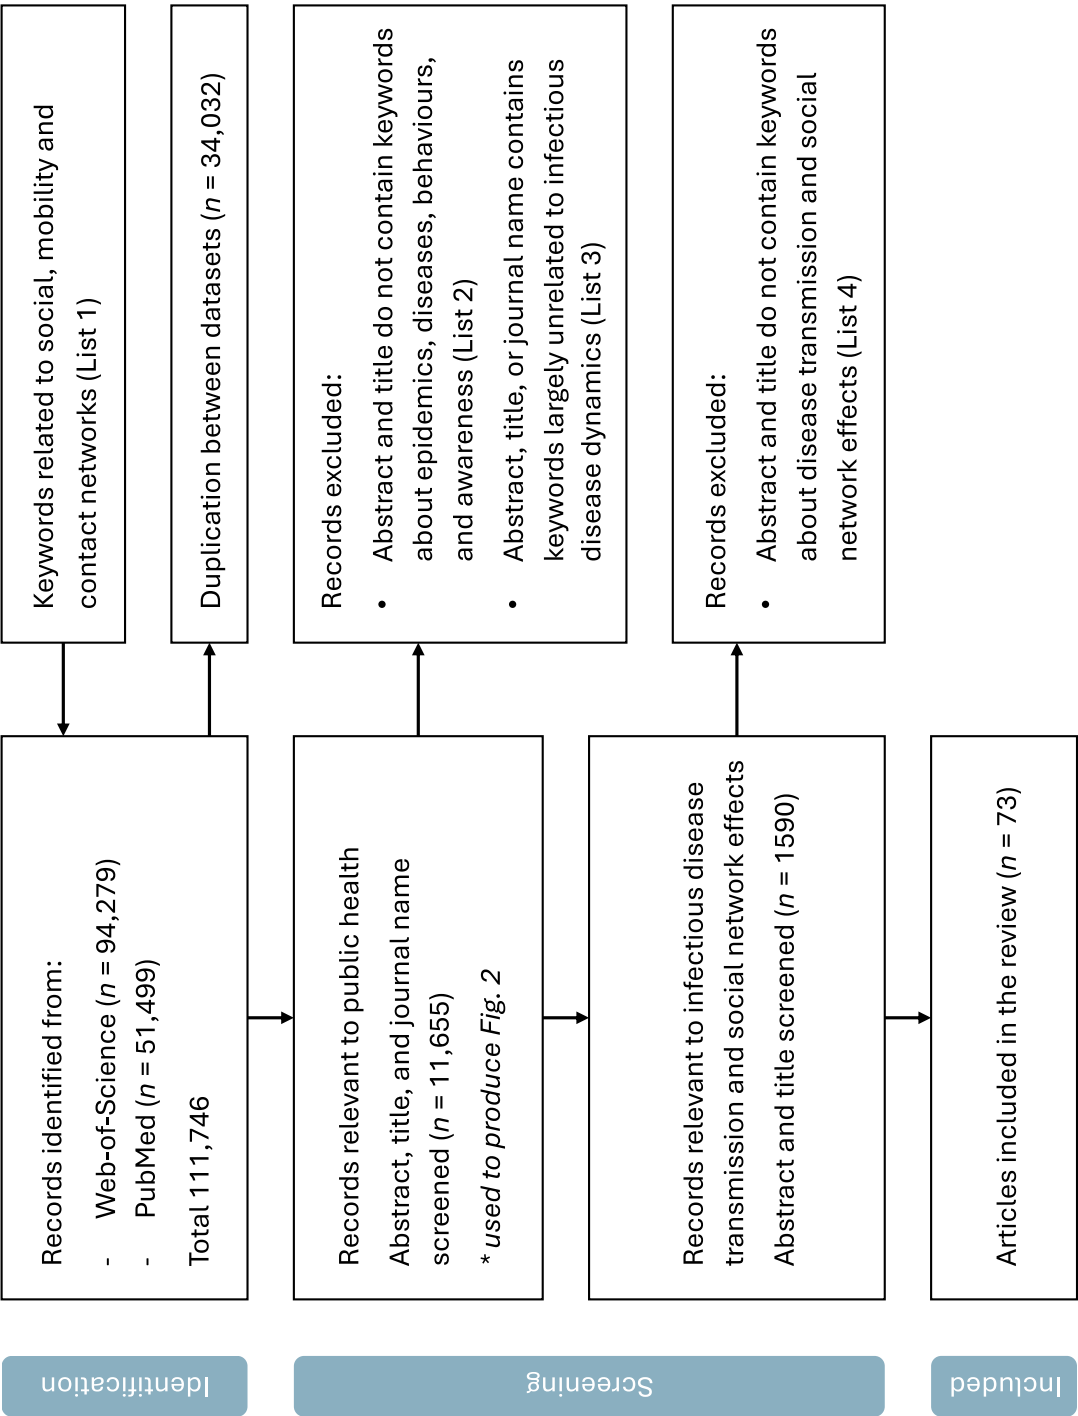 Identification
Records identified from:
- Web-of-Science (n = 94,279)
- PubMed (n = 51,499)
Total 111,746
Keywords related to social, mobility and
contact networks (List 1)
Duplication between datasets (n = 34,032)
Screening
Records relevant to public health
Abstract, title, and journal name
screened (n = 11,655)
* used to produce Fig. 2
Records excluded:
• Abstract and title do not contain keywords
about epidemics, diseases, behaviours,
and awareness (List 2)
• Abstract, title, or journal name contains
keywords largely unrelated to infectious
disease dynamics (List 3)
Records relevant to infectious disease
transmission and social network effects
Abstract and title screened (n = 1590)
Records excluded:
• Abstract and title do not contain keywords
about disease transmission and social
network effects (List 4)
Included
Articles included in the review (n = 73)